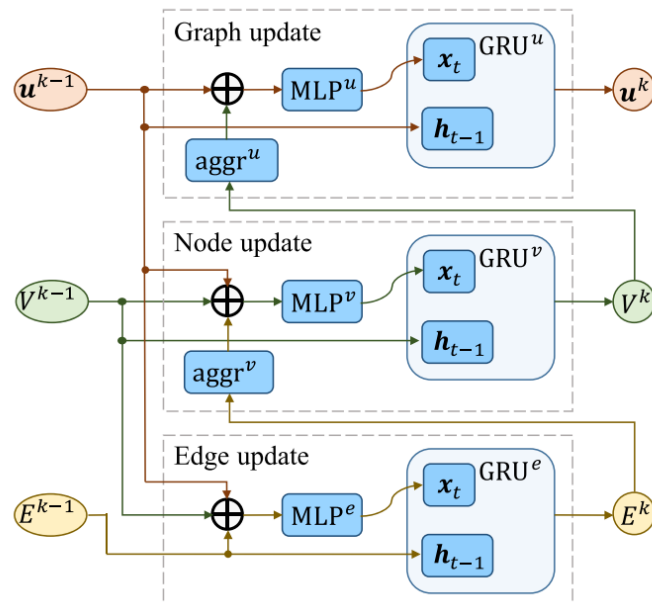 Graph update
u^{k-1}
MLP^u
x_t
GRU^u
u^k
h_{t-1}
aggr^u
Node update
V^{k-1}
MLP^v
x_t
GRU^v
V^k
h_{t-1}
aggr^v
Edge update
E^{k-1}
MLP^e
x_t
GRU^e
E^k
h_{t-1}